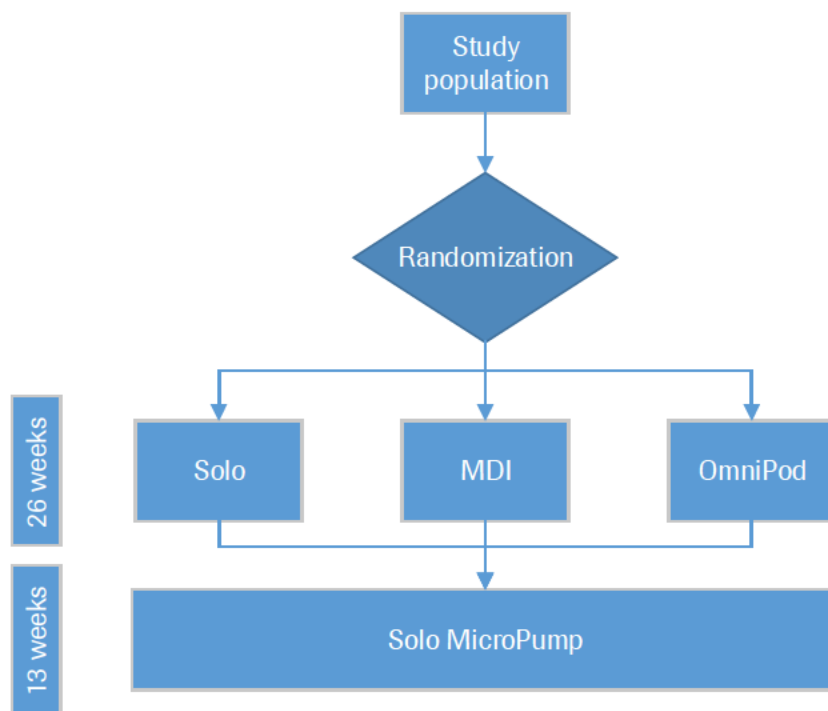 Study
population
Randomization
26 weeks
Solo
MDI
OmniPod
13 weeks
Solo MicroPump